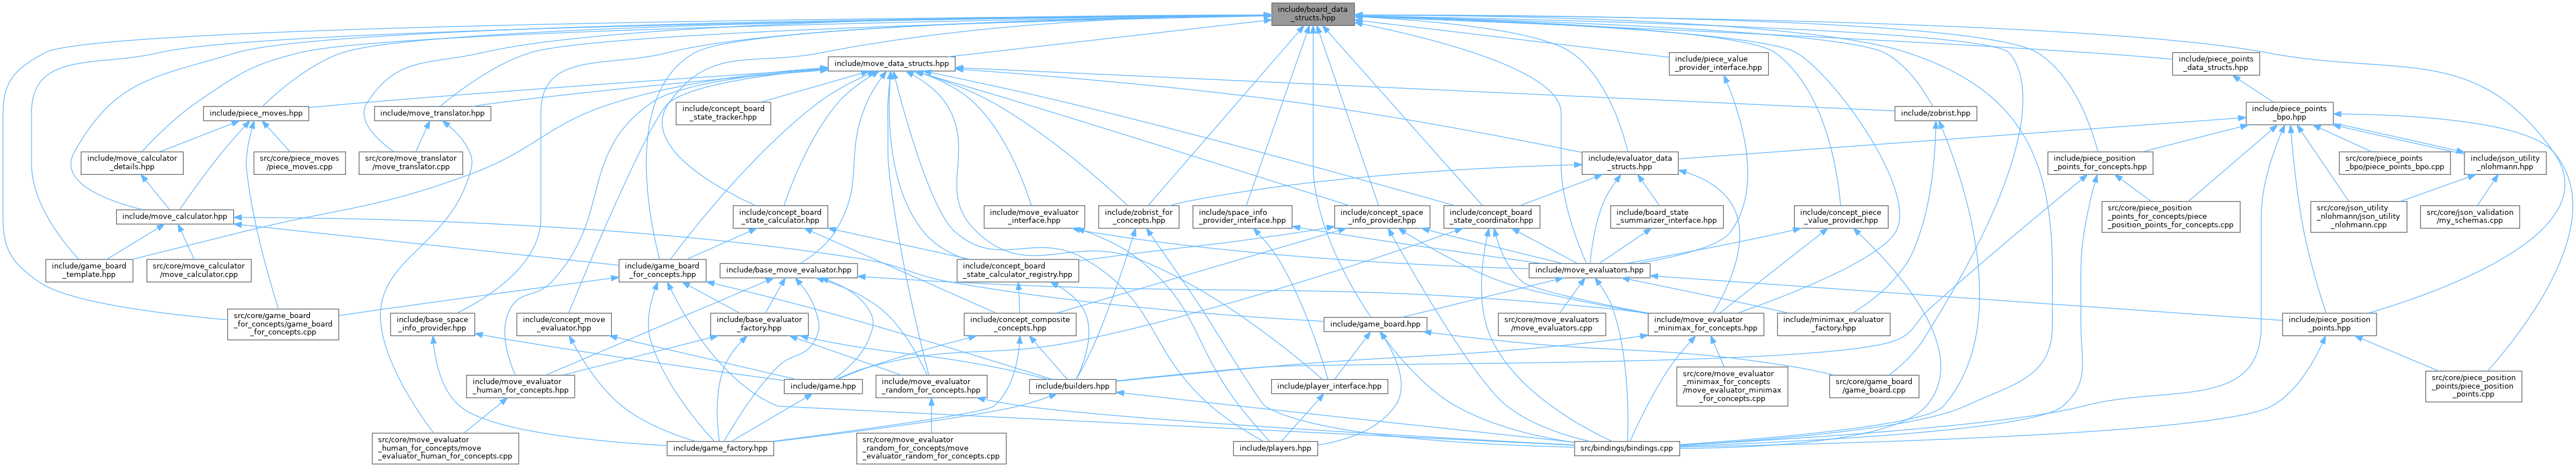 include/board_data
_structs.hpp
include/move_data_structs.hpp
include/piece_value
_provider_interface.hpp
include/piece_points
_data_structs.hpp
include/piece_moves.hpp
include/move_translator.hpp
include/concept_board
_state_tracker.hpp
include/zobrist.hpp
include/piece_points
_bpo.hpp
include/move_calculator
_details.hpp
src/core/piece_moves
/piece_moves.cpp
src/core/move_translator
/move_translator.cpp
include/evaluator_data
structs.hpp
include/piece_position
_points_for_concepts.hpp
src/core/piece_points
_bpo/piece_points_bpo.cpp
include/json_utility
_nlohmann.hpp
include/move_calculator.hpp
include/concept_board
_state_calculator.hpp
include/move_evaluator
_interface.hpp
include/zobrist_for
_concepts.hpp
include/space_info
_provider_interface.hpp
include/concept_space
_info_provider.hpp
include/concept_board
_state_coordinator.hpp
include/board_state
_summarizer_interface.hpp
include/concept_piece
_value_provider.hpp
src/core/piece_position
_points_for_concepts/piece
_position_points_for_concepts.cpp
src/core/json_utility
_nlohmann/json_utility
_nlohmann.cpp
src/core/json_validation
/my_schemas.cpp
include/game_board
_template.hpp
src/core/move_calculator
/move_calculator.cpp
include/game_board
_for_concepts.hpp
include/base_move_evaluator.hpp
include/concept_board
_state_calculator_registry.hpp
include/move_evaluators.hpp
src/core/game_board
_for_concepts/game_board
_for_concepts.cpp
include/base_space
_info_provider.hpp
include/concept_move
_evaluator.hpp
include/base_evaluator
_factory.hpp
include/concept_composite
_concepts.hpp
include/game_board.hpp
src/core/move_evaluators
/move_evaluators.cpp
include/move_evaluator
_minimax_for_concepts.hpp
include/minimax_evaluator
_factory.hpp
include/piece_position
_points.hpp
include/move_evaluator
_human_for_concepts.hpp
include/game.hpp
include/move_evaluator
_random_for_concepts.hpp
include/builders.hpp
include/player_interface.hpp
src/core/move_evaluator
_minimax_for_concepts
/move_evaluator_minimax
_for_concepts.cpp
src/core/game_board
/game_board.cpp
src/core/piece_position
_points/piece_position
_points.cpp
src/core/move_evaluator
_human_for_concepts/move
_evaluator_human_for_concepts.cpp
include/game_factory.hpp
src/core/move_evaluator
_random_for_concepts/move
_evaluator_random_for_concepts.cpp
include/players.hpp
src/bindings/bindings.cpp